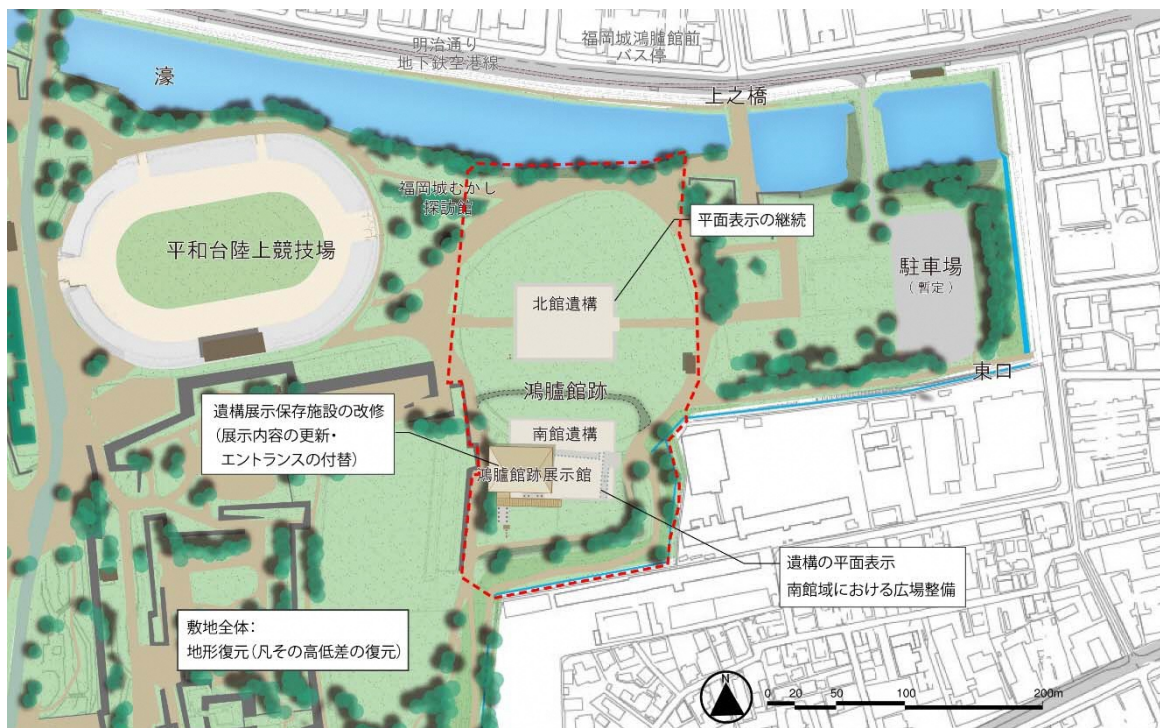 明治通り
地下鉄空港線
福岡城鴻臚館前
バス停
濠
上之橋
福岡城むかし
探訪館
平面表示の継続
平和台陸上競技場
駐車場
(暫定)
北館遺構
東口
鴻臚館跡
遺構展示保存施設の改修
(展示内容の更新・
エントランスの付替)
南館遺構
鴻臚館跡展示館
遺構の平面表示
南館域における広場整備
敷地全体:
地形復元(凡その高低差の復元)
N
0 20 50 100 200m